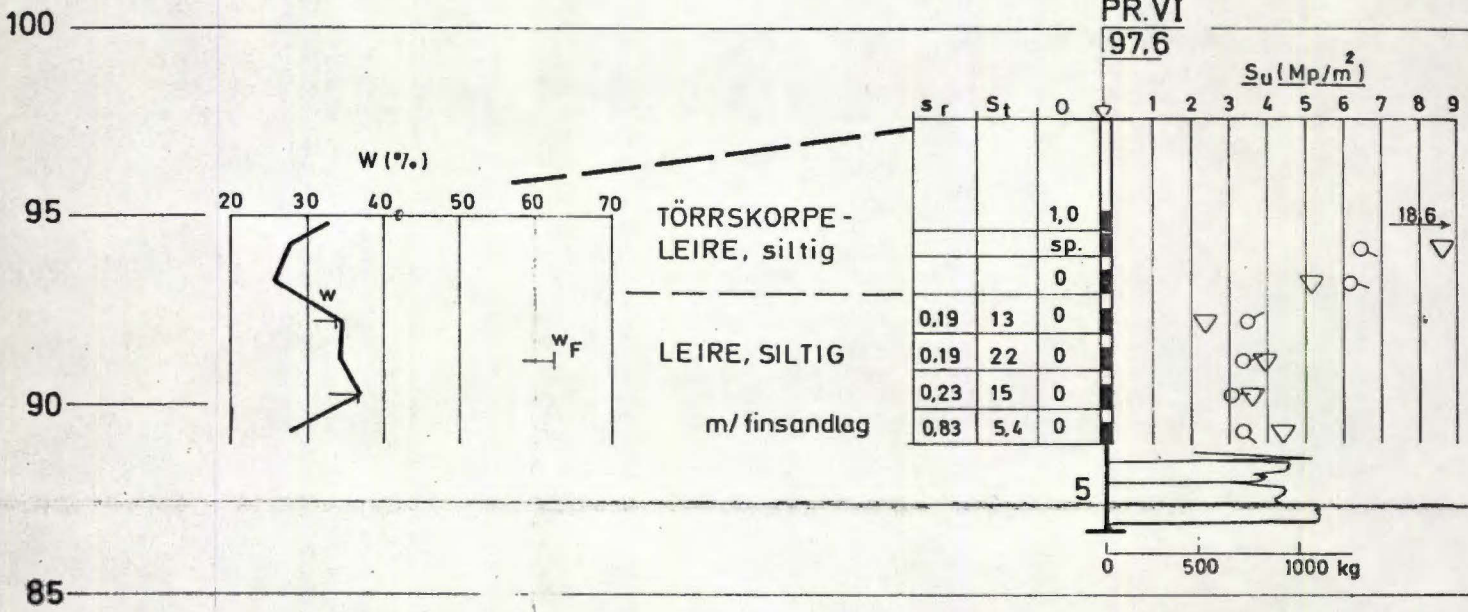 100
PR.VI
97.6
Su (Mp/m²)
sr St O 1 2 3 4 5 6 7 8 9
W (%)
95
20 30 40 50 60 70
TÖRRSKORPE-
LEIRE, siltig
1,0
18,6
sp.
0
w
0,19 13 0
wF
LEIRE, SILTIG
0.19 22 0
0,23 15 0
90
m/finsandlag
0,83 5,4 0
5
0 500 1000 kg
85